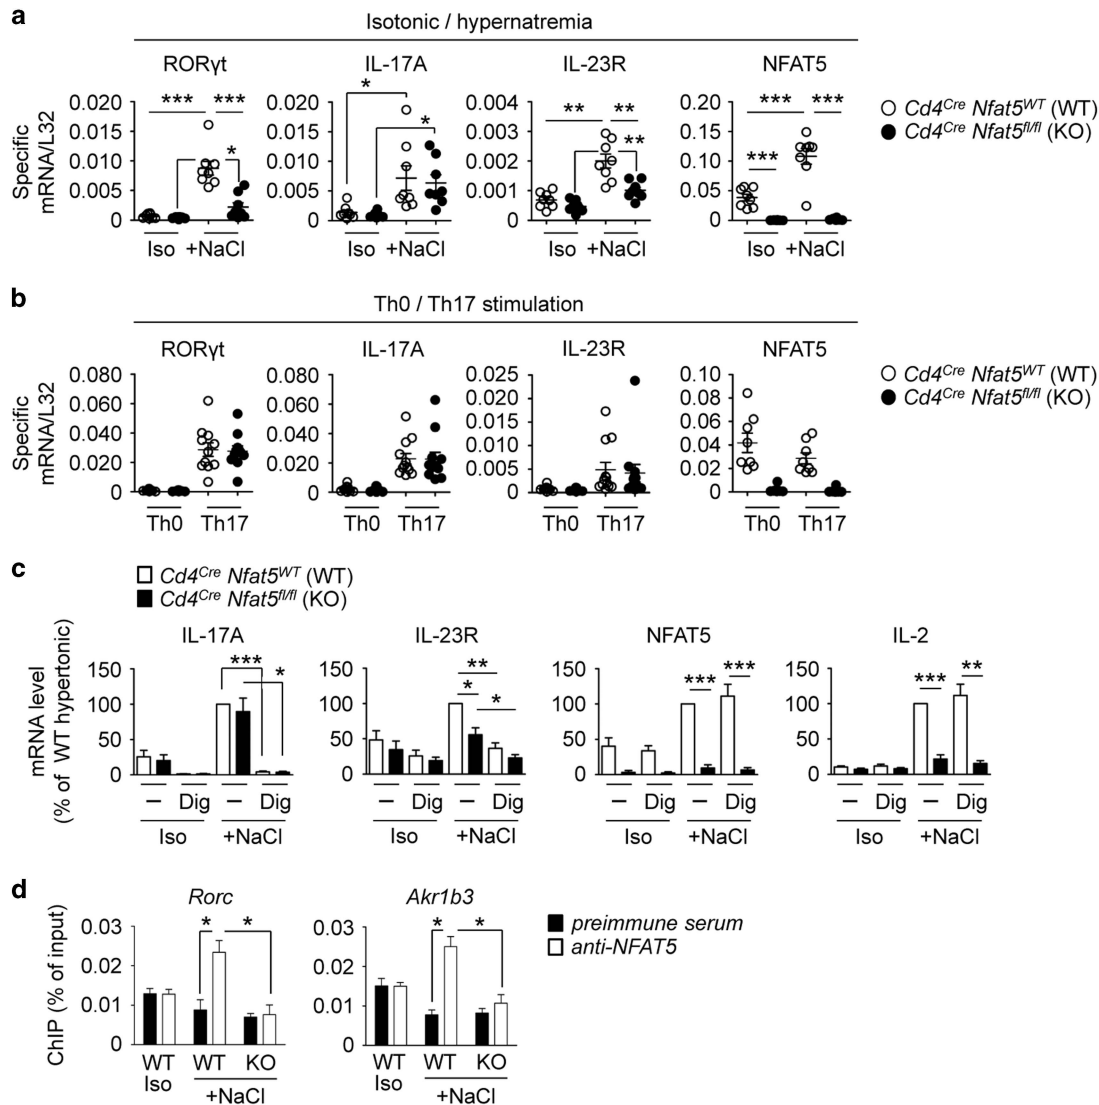 a
Isotonic / hypernatremia
RORγt IL-17A IL-23R NFAT5
Specific
mRNA/L32
0.020 0.015 0.010 0.005 0
*** *** *
0.020 0.015 0.010 0.005 0
* *
0.004 0.003 0.002 0.001 0
** ** **
0.20 0.15 0.10 0.05 0
*** *** ***
Cd4Cre Nfat5WT (WT)
Cd4Cre Nfat5fl/fl (KO)
Iso +NaCl Iso +NaCl Iso +NaCl Iso +NaCl
b
Th0 / Th17 stimulation
RORγt IL-17A IL-23R NFAT5
Specific
mRNA/L32
0.080 0.060 0.040 0.020 0
0.080 0.060 0.040 0.020 0
0.025 0.020 0.015 0.010 0.005 0
0.10 0.08 0.06 0.04 0.02 0
Cd4Cre Nfat5WT (WT)
Cd4Cre Nfat5fl/fl (KO)
Th0 Th17 Th0 Th17 Th0 Th17 Th0 Th17
c
Cd4Cre Nfat5WT (WT)
Cd4Cre Nfat5fl/fl (KO)
IL-17A IL-23R NFAT5 IL-2
mRNA level
(% of WT hypertonic)
150 100 50 0
*** *
150 100 50 0
** * *
150 100 50 0
*** ***
150 100 50 0
*** **
– Dig – Dig – Dig – Dig – Dig – Dig – Dig – Dig
Iso +NaCl Iso +NaCl Iso +NaCl Iso +NaCl
d
Rorc Akr1b3
ChIP (% of input)
0.03 0.02 0.01 0
* *
0.03 0.02 0.01 0
* *
preimmune serum
anti-NFAT5
WT WT KO WT WT KO
Iso Iso
+NaCl +NaCl